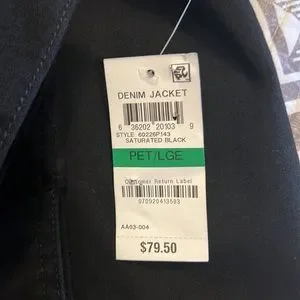 DENIM JACKET
6 36202 20103 9
STYLE: 60226P143
SATURATED BLACK
PET/LGE
Customer Return Label
070920413593
AA03-004
$79.50